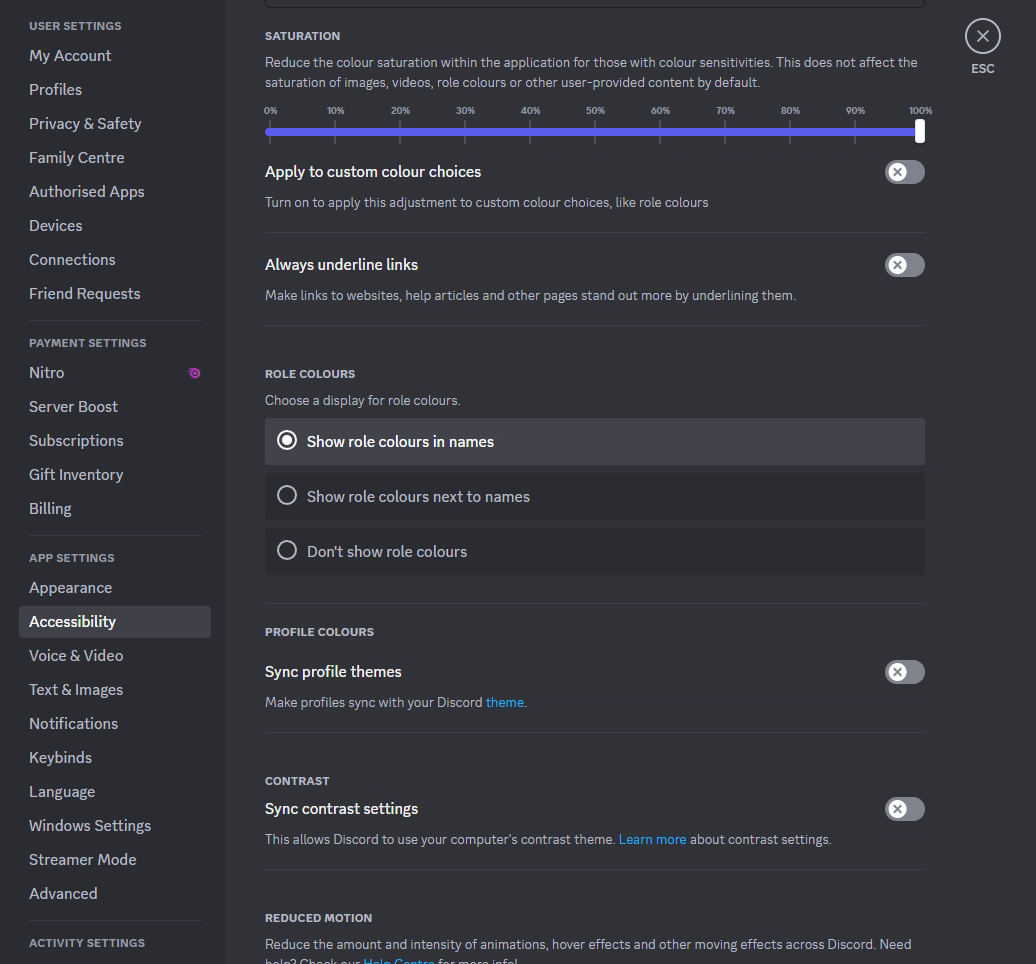 USER SETTINGS
My Account
Profiles
Privacy & Safety
Family Centre
Authorised Apps
Devices
Connections
Friend Requests
PAYMENT SETTINGS
Nitro
Server Boost
Subscriptions
Gift Inventory
Billing
APP SETTINGS
Appearance
Accessibility
Voice & Video
Text & Images
Notifications
Keybinds
Language
Windows Settings
Streamer Mode
Advanced
ACTIVITY SETTINGS
SATURATION
Reduce the colour saturation within the application for those with colour sensitivities. This does not affect the
saturation of images, videos, role colours or other user-provided content by default.
0% 10% 20% 30% 40% 50% 60% 70% 80% 90% 100%
Apply to custom colour choices
Turn on to apply this adjustment to custom colour choices, like role colours
Always underline links
Make links to websites, help articles and other pages stand out more by underlining them.
ROLE COLOURS
Choose a display for role colours.
Show role colours in names
Show role colours next to names
Don't show role colours
PROFILE COLOURS
Sync profile themes
Make profiles sync with your Discord theme.
CONTRAST
Sync contrast settings
This allows Discord to use your computer's contrast theme. Learn more about contrast settings.
REDUCED MOTION
Reduce the amount and intensity of animations, hover effects and other moving effects across Discord. Need
help? Check our Help Centre for more info!
ESC